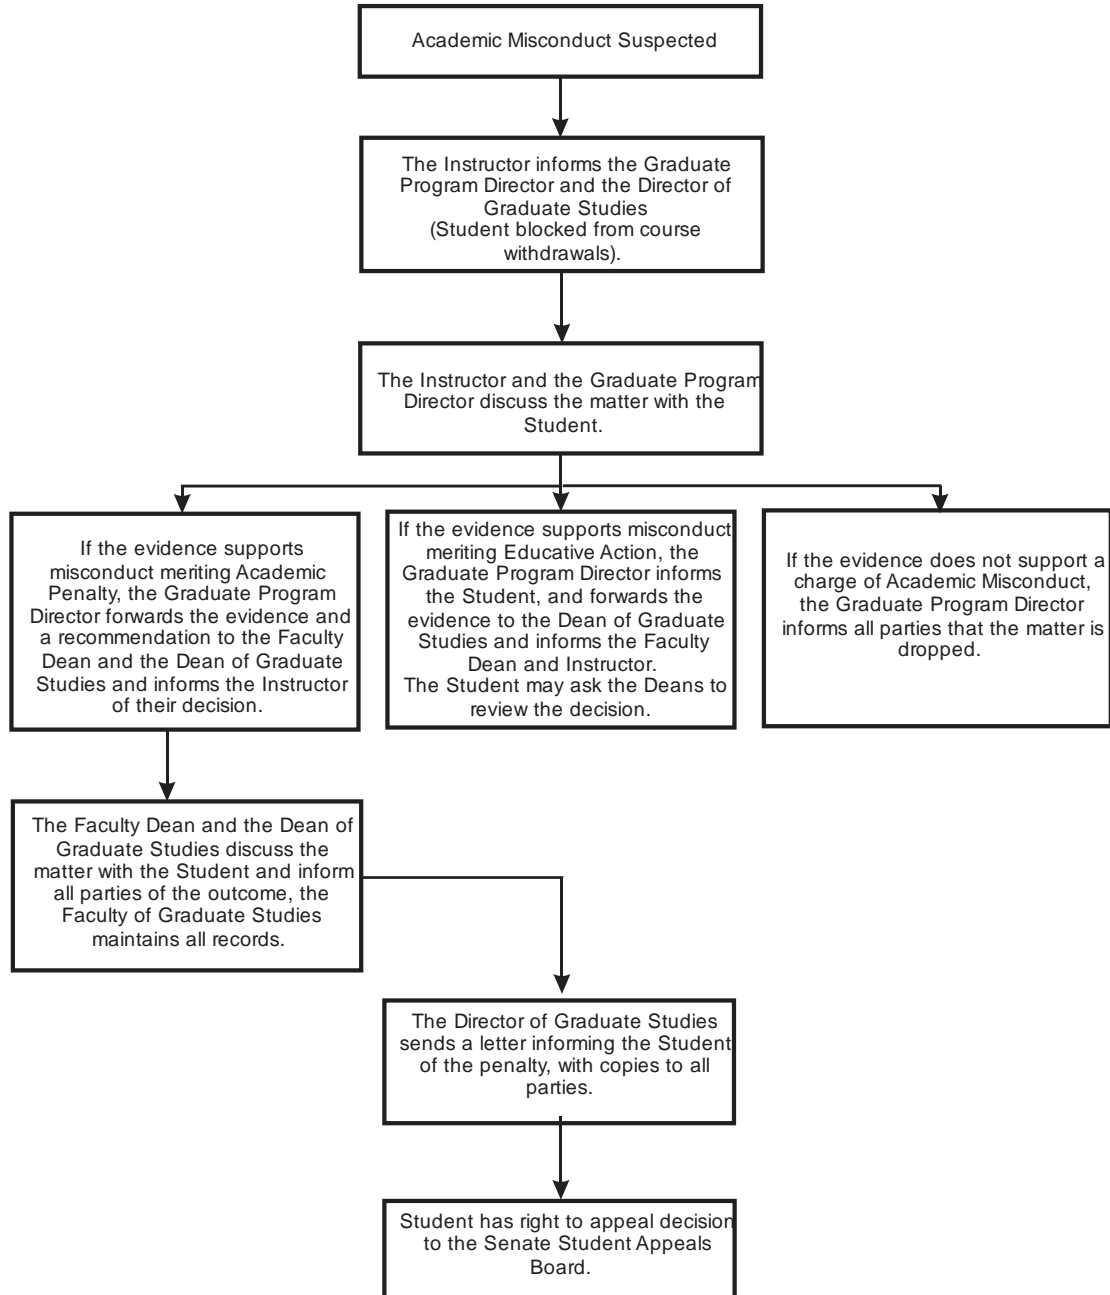 Academic Misconduct Suspected
The Instructor informs the Graduate
Program Director and the Director of
Graduate Studies
(Student blocked from course
withdrawals).
The Instructor and the Graduate Program
Director discuss the matter with the
Student.
If the evidence supports
misconduct meriting Academic
Penalty, the Graduate Program
Director forwards the evidence and
a recommendation to the Faculty
Dean and the Dean of Graduate
Studies and informs the Instructor
of their decision.
If the evidence supports misconduct
meriting Educative Action, the
Graduate Program Director informs
the Student, and forwards the
evidence to the Dean of Graduate
Studies and informs the Faculty
Dean and Instructor.
The Student may ask the Deans to
review the decision.
If the evidence does not support a
charge of Academic Misconduct,
the Graduate Program Director
informs all parties that the matter is
dropped.
The Faculty Dean and the Dean of
Graduate Studies discuss the
matter with the Student and inform
all parties of the outcome, the
Faculty of Graduate Studies
maintains all records.
The Director of Graduate Studies
sends a letter informing the Student
of the penalty, with copies to all
parties.
Student has right to appeal decision
to the Senate Student Appeals
Board.